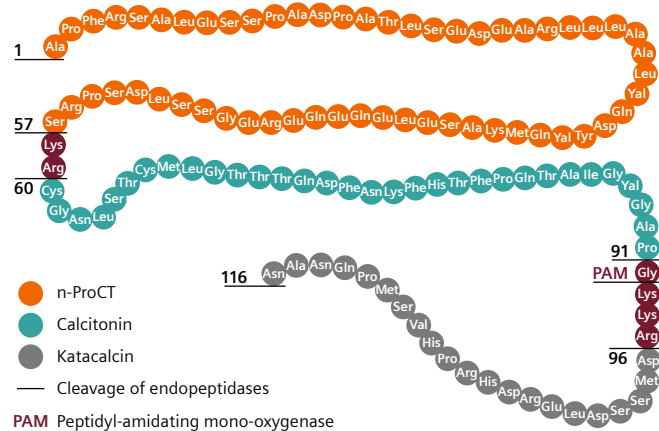 1
Ala Pro Phe Arg Ser Ala Leu Glu Ser Ser Pro Ala Asp Pro Ala Thr Leu Ser Glu Asp Glu Ala Arg Leu Leu Leu Ala Ala Leu Yal Gln Asp Tyr Yal Gln Met Lys Ala Ser Glu Leu Glu Gln Glu Gln Glu Arg Glu Gly Ser Ser Leu Asp Ser Pro Arg Ser
57
Lys Arg
60
Cys Gly Asn Leu Ser Thr Cys Met Leu Gly Thr Thr Thr Gln Asp Phe Asn Lys Phe His Thr Phe Pro Gln Thr Ala Ile Gly Yal Gly Ala Pro
91
PAM
Gly Lys Lys Arg
96
Asp Met Ser Ser Asp Leu Glu Arg Asp His Arg Pro His Val Ser Met Pro Gln Asn Ala Asn
116
n-ProCT
Calcitonin
Katacalcin
Cleavage of endopeptidases
PAM Peptidyl-amidating mono-oxygenase